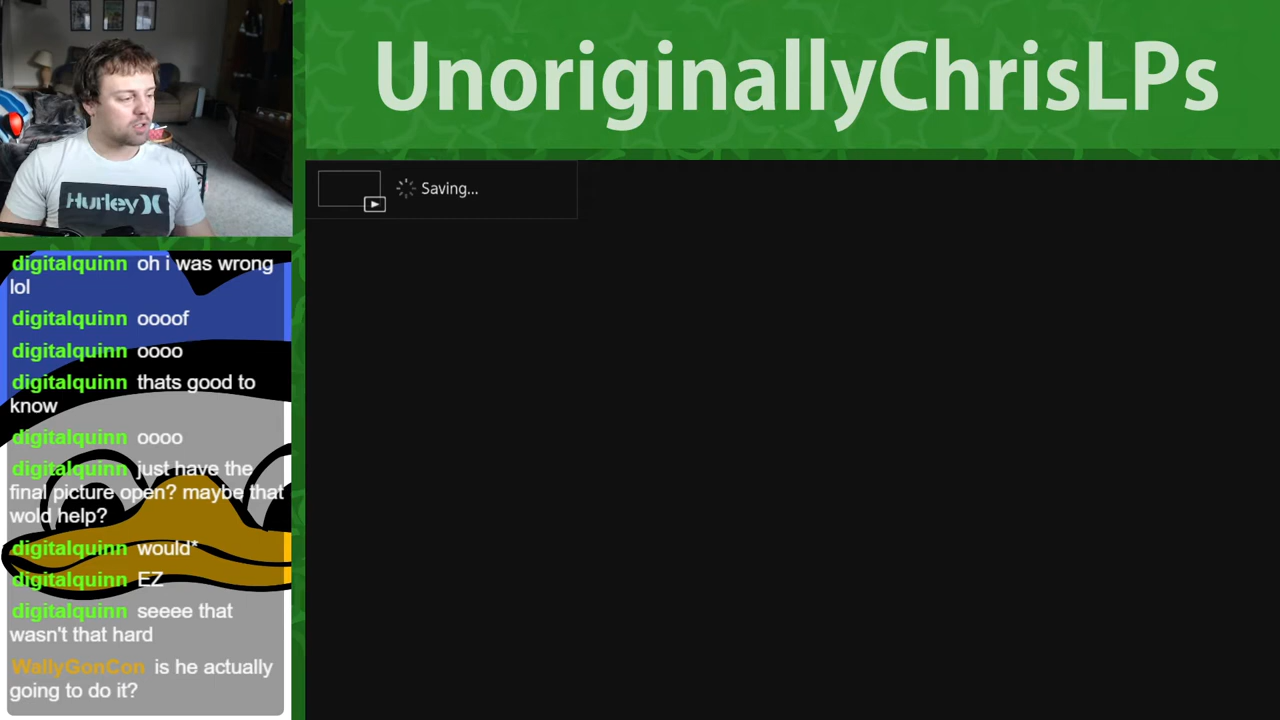 UnoriginallyChrisLPs
Saving...
Hurley
digitalquinn oh i was wrong
lol
digitalquinn oooof
digitalquinn oooo
digitalquinn thats good to
know
digitalquinn oooo
digitalquinn just have the
final picture open? maybe that
wold help?
digitalquinn would*
digitalquinn EZ
digitalquinn seeee that
wasn't that hard
WallyGonCon is he actually
going to do it?